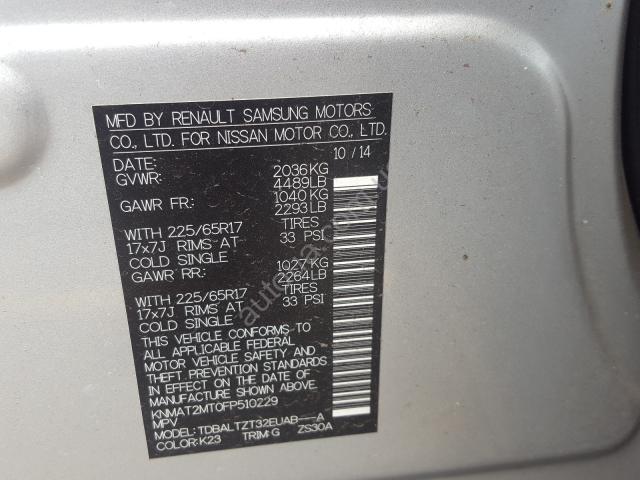 MFD BY RENAULT SAMSUNG MOTORS
CO., LTD. FOR NISSAN MOTOR CO., LTD.
DATE: 10/14
GVWR: 2036KG
4489LB
GAWR FR: 1040KG
2293LB
WITH 225/65R17 TIRES
17x7J RIMS AT 33 PSI
COLD SINGLE
GAWR RR: 1027KG
2264LB
WITH 225/65R17 TIRES
17x7J RIMS AT 33 PSI
COLD SINGLE
THIS VEHICLE CONFORMS TO
ALL APPLICABLE FEDERAL
MOTOR VEHICLE SAFETY AND
THEFT PREVENTION STANDARDS
IN EFFECT ON THE DATE OF
MANUFACTURE SHOWN ABOVE.
KNMAT2MT0FP510229
MPV
MODEL: TDBALTZT32EUAB---A
COLOR: K23 TRIM: G ZS30A